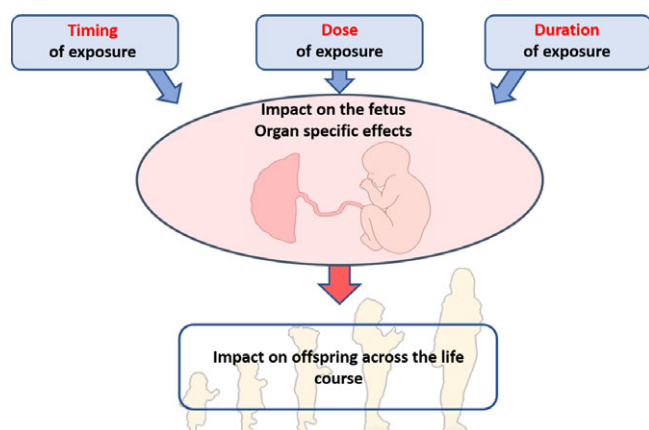 Timing
of exposure
Dose
of exposure
Duration
of exposure
Impact on the fetus
Organ specific effects
Impact on offspring across the life
course